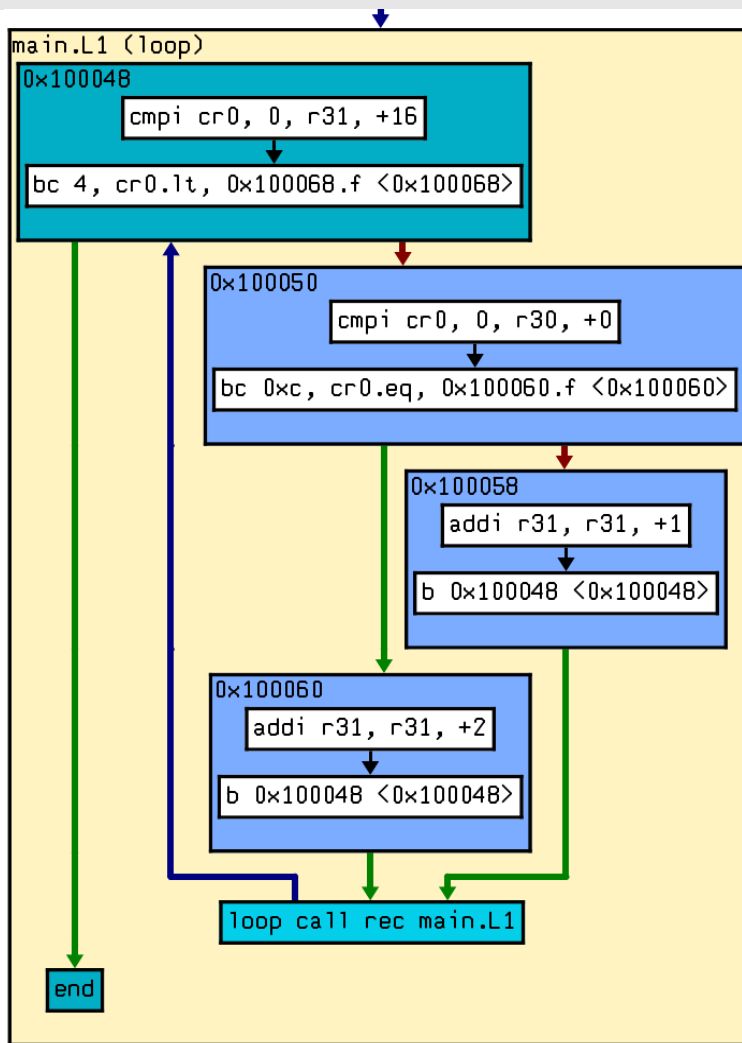 main.L1 (loop)
0x100048
cmpi cr0, 0, r31, +16
bc 4, cr0.lt, 0x100068.f <0x100068>
0x100050
cmpi cr0, 0, r30, +0
bc 0xc, cr0.eq, 0x100060.f <0x100060>
0x100058
addi r31, r31, +1
b 0x100048 <0x100048>
0x100060
addi r31, r31, +2
b 0x100048 <0x100048>
loop call rec main.L1
end